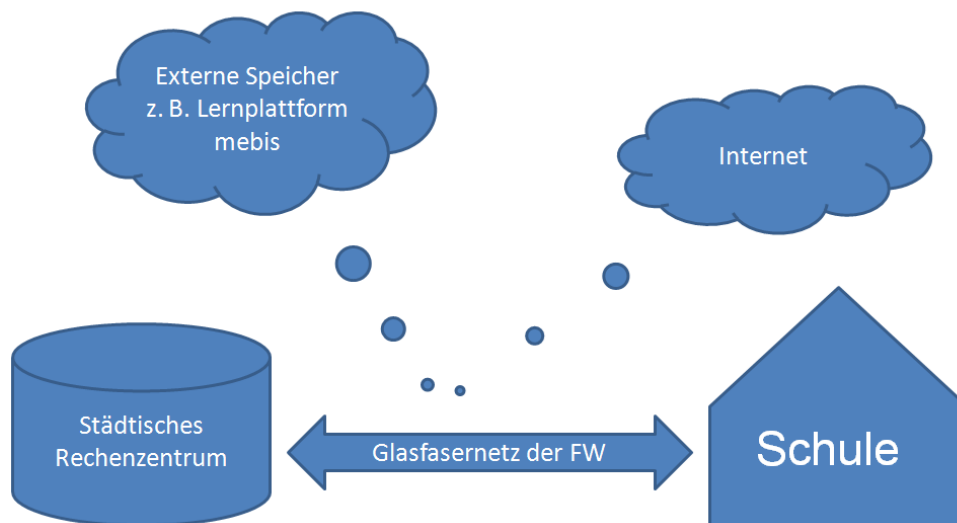 Externe Speicher
z. B. Lernplattform
mebis
Internet
Städtisches
Rechenzentrum
Glasfasernetz der FW
Schule